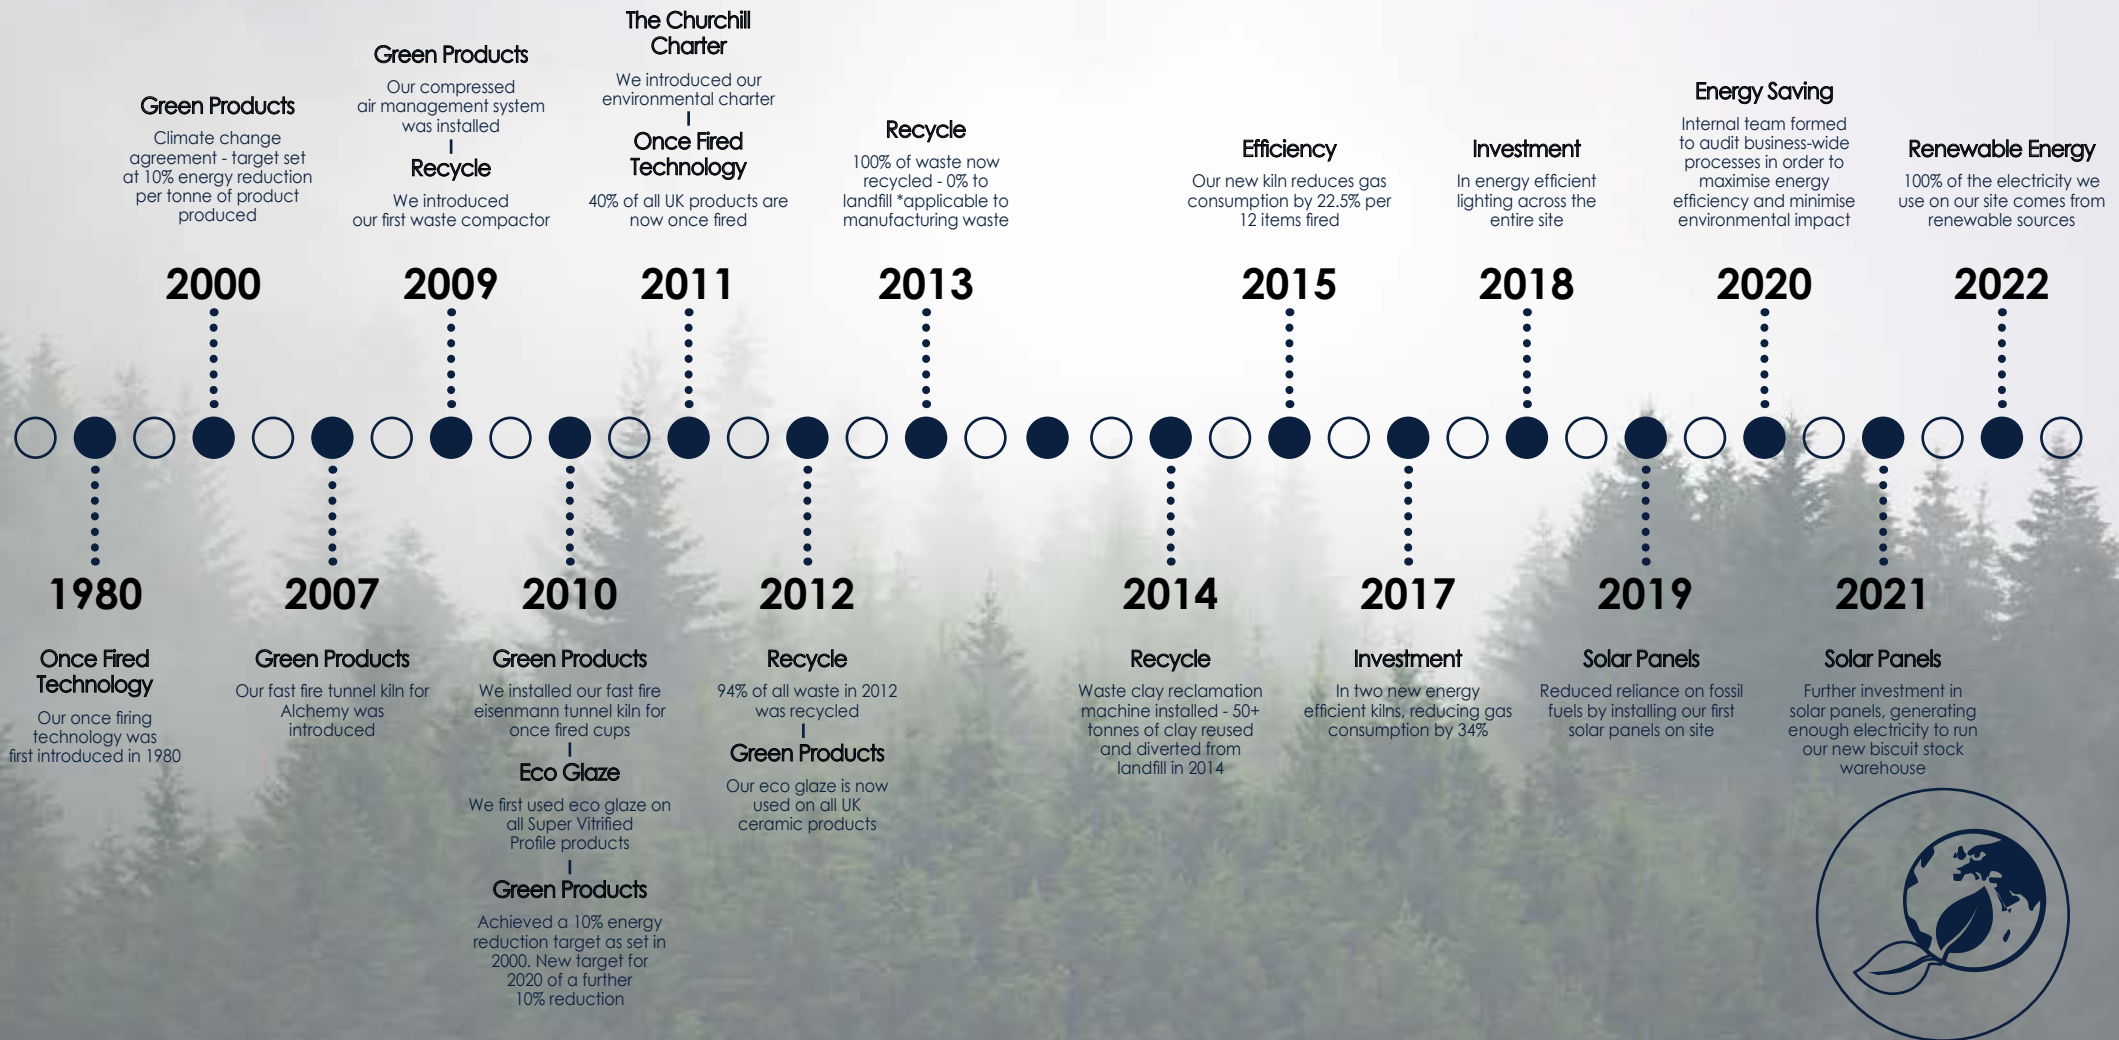 Green Products
Climate change
agreement - target set
at 10% energy reduction
per tonne of product
produced
2000
Green Products
Our compressed
air management system
was installed
Recycle
We introduced
our first waste compactor
2009
The Churchill
Charter
We introduced our
environmental charter
Once Fired
Technology
40% of all UK products are
now once fired
2011
Recycle
100% of waste now
recycled - 0% to
landfill *applicable to
manufacturing waste
2013
Efficiency
Our new kiln reduces gas
consumption by 22.5% per
12 items fired
2015
Investment
In energy efficient
lighting across the
entire site
2018
Energy Saving
Internal team formed
to audit business-wide
processes in order to
maximise energy
efficiency and minimise
environmental impact
2020
Renewable Energy
100% of the electricity we
use on our site comes from
renewable sources
2022
1980
Once Fired
Technology
Our once firing
technology was
first introduced in 1980
2007
Green Products
Our fast fire tunnel kiln for
Alchemy was
introduced
2010
Green Products
We installed our fast fire
eisenmann tunnel kiln for
once fired cups
Eco Glaze
We first used eco glaze on
all Super Vitrified
Profile products
Green Products
Achieved a 10% energy
reduction target as set in
2000. New target for
2020 of a further
10% reduction
2012
Recycle
94% of all waste in 2012
was recycled
Green Products
Our eco glaze is now
used on all UK
ceramic products
2014
Recycle
Waste clay reclamation
machine installed - 50+
tonnes of clay reused
and diverted from
landfill in 2014
2017
Investment
In two new energy
efficient kilns, reducing gas
consumption by 34%
2019
Solar Panels
Reduced reliance on fossil
fuels by installing our first
solar panels on site
2021
Solar Panels
Further investment in
solar panels, generating
enough electricity to run
our new biscuit stock
warehouse